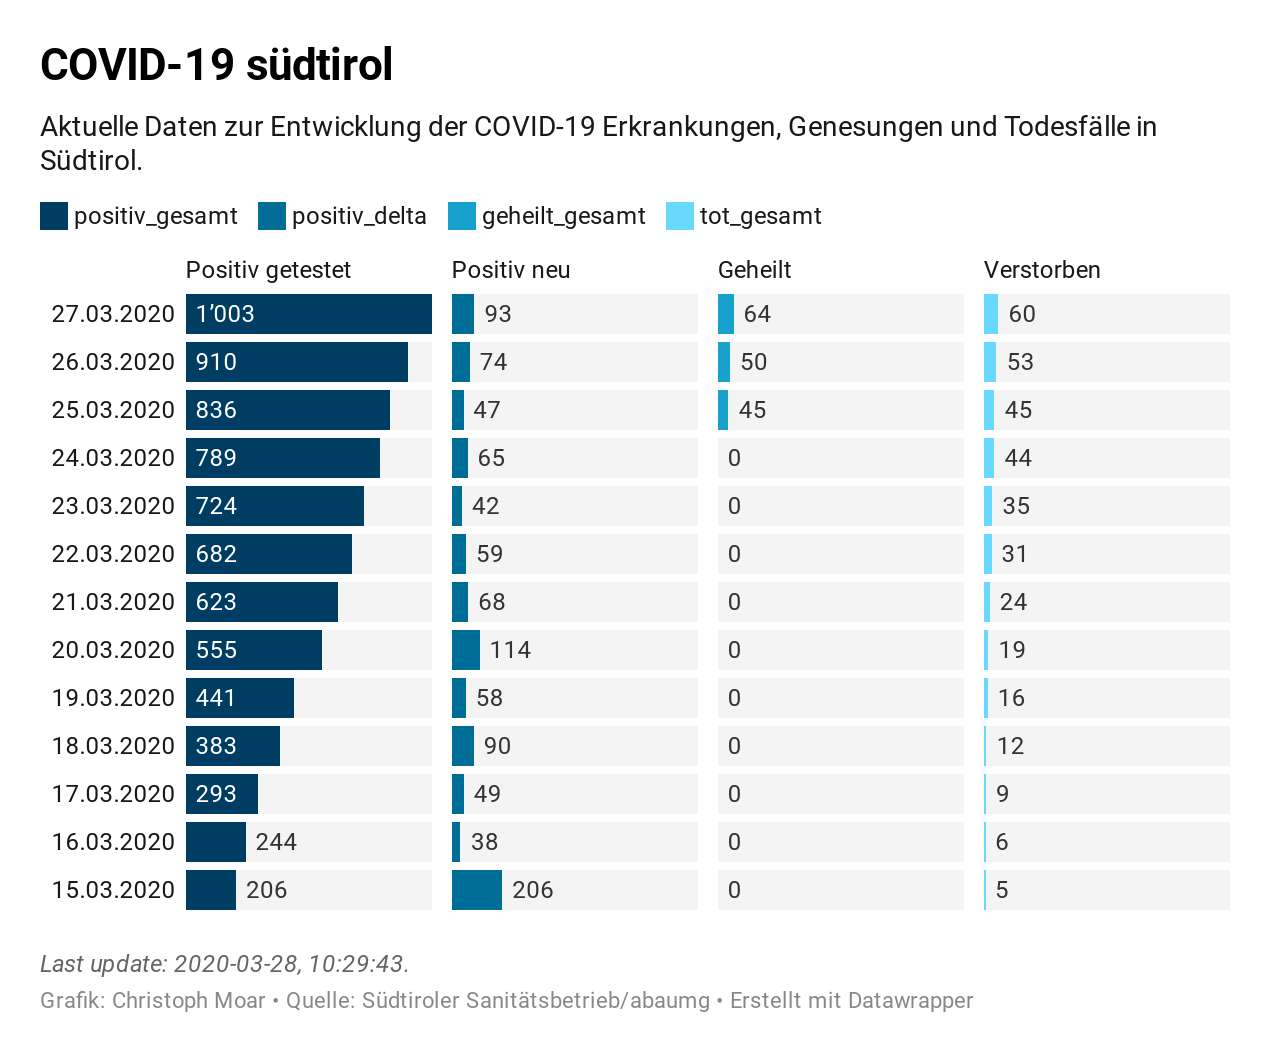 COVID-19 südtirol
Aktuelle Daten zur Entwicklung der COVID-19 Erkrankungen, Genesungen und Todesfälle in
Südtirol.
positiv_gesamt positiv_delta geheilt_gesamt tot_gesamt
Positiv getestet Positiv neu Geheilt Verstorben
27.03.2020 1’003 93 64 60
26.03.2020 910 74 50 53
25.03.2020 836 47 45 45
24.03.2020 789 65 0 44
23.03.2020 724 42 0 35
22.03.2020 682 59 0 31
21.03.2020 623 68 0 24
20.03.2020 555 114 0 19
19.03.2020 441 58 0 16
18.03.2020 383 90 0 12
17.03.2020 293 49 0 9
16.03.2020 244 38 0 6
15.03.2020 206 206 0 5
Last update: 2020-03-28, 10:29:43.
Grafik: Christoph Moar • Quelle: Südtiroler Sanitätsbetrieb/abaumg • Erstellt mit Datawrapper